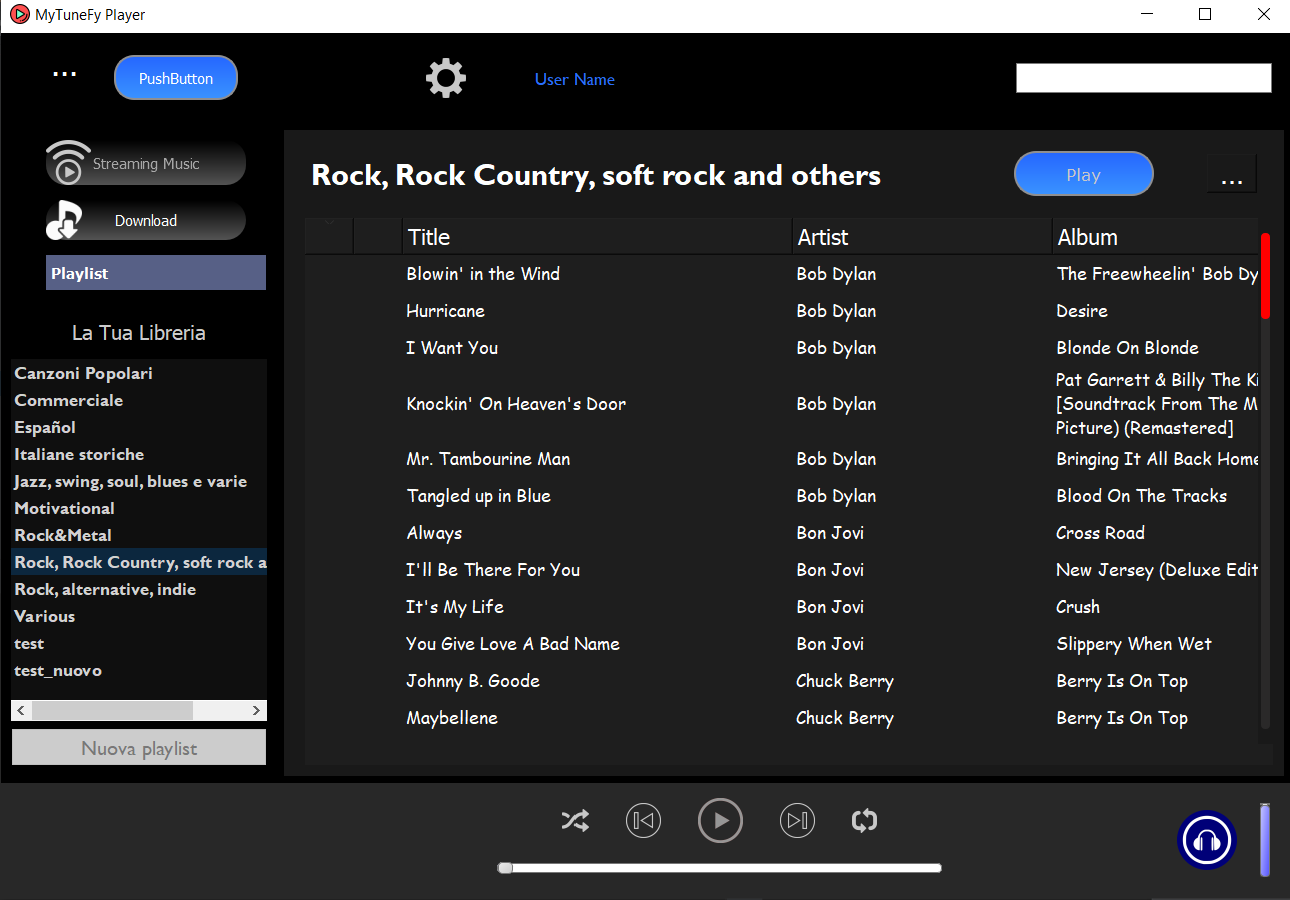 MyTuneFy Player
... PushButton User Name
Streaming Music
Download
Playlist
La Tua Libreria
Canzoni Popolari
Commerciale
Español
Italiane storiche
Jazz, swing, soul, blues e varie
Motivational
Rock&Metal
Rock, Rock Country, soft rock a
Rock, alternative, indie
Various
test
test_nuovo
Nuova playlist
Rock, Rock Country, soft rock and others Play ...
Title Artist Album
Blowin' in the Wind Bob Dylan The Freewheelin' Bob Dy
Hurricane Bob Dylan Desire
I Want You Bob Dylan Blonde On Blonde
Knockin' On Heaven's Door Bob Dylan Pat Garrett & Billy The Ki
[Soundtrack From The M
Picture) (Remastered]
Mr. Tambourine Man Bob Dylan Bringing It All Back Home
Tangled up in Blue Bob Dylan Blood On The Tracks
Always Bon Jovi Cross Road
I'll Be There For You Bon Jovi New Jersey (Deluxe Edit
It's My Life Bon Jovi Crush
You Give Love A Bad Name Bon Jovi Slippery When Wet
Johnny B. Goode Chuck Berry Berry Is On Top
Maybellene Chuck Berry Berry Is On Top